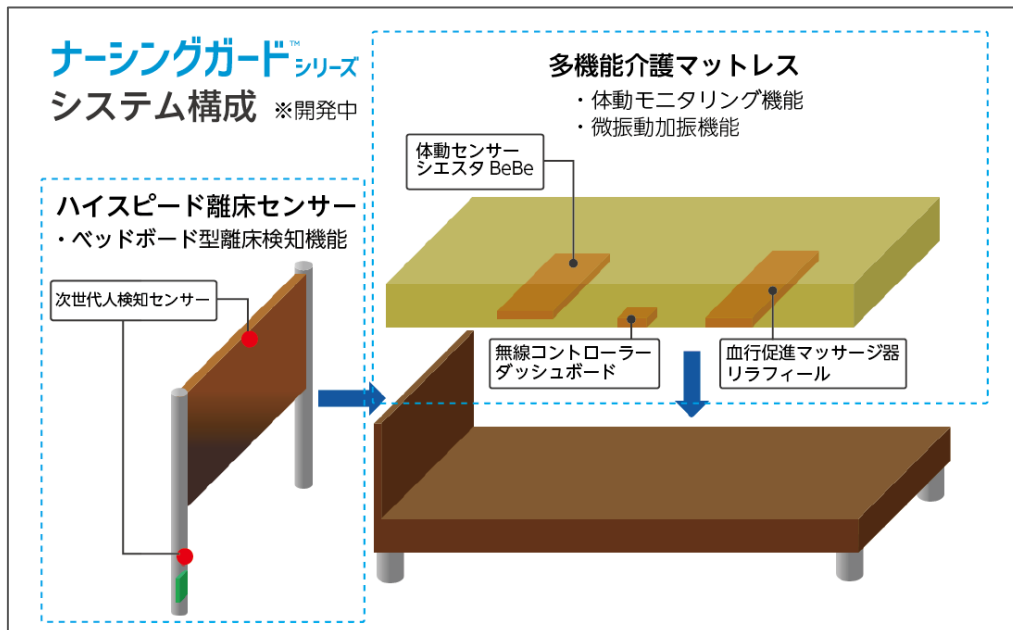 ナーシングガード™シリーズ
システム構成 ※開発中
多機能介護マットレス
・体動モニタリング機能
・微振動加振機能
体動センサー
シエスタ BeBe
無線コントローラー
ダッシュボード
血行促進マッサージ器
リラフィール
ハイスピード離床センサー
・ベッドボード型離床検知機能
次世代人検知センサー